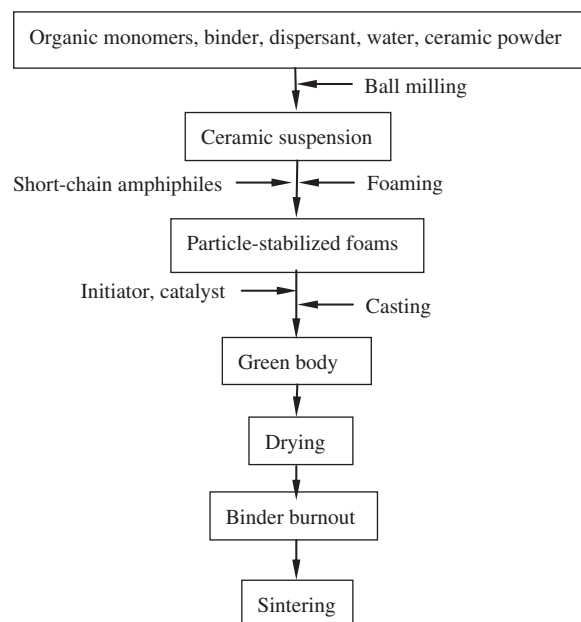 Organic monomers, binder, dispersant, water, ceramic powder
Ball milling
Ceramic suspension
Short-chain amphiphiles
Foaming
Particle-stabilized foams
Initiator, catalyst
Casting
Green body
Drying
Binder burnout
Sintering